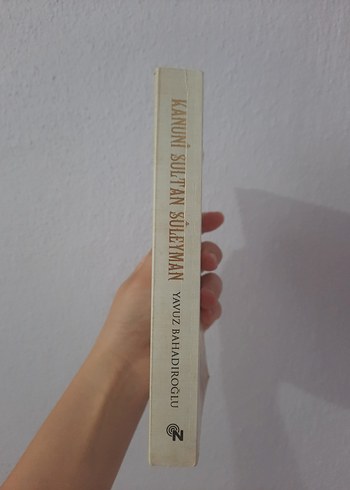 KANUNÎ SULTAN SÜLEYMAN
YAVUZ BAHADIROĞLU
N